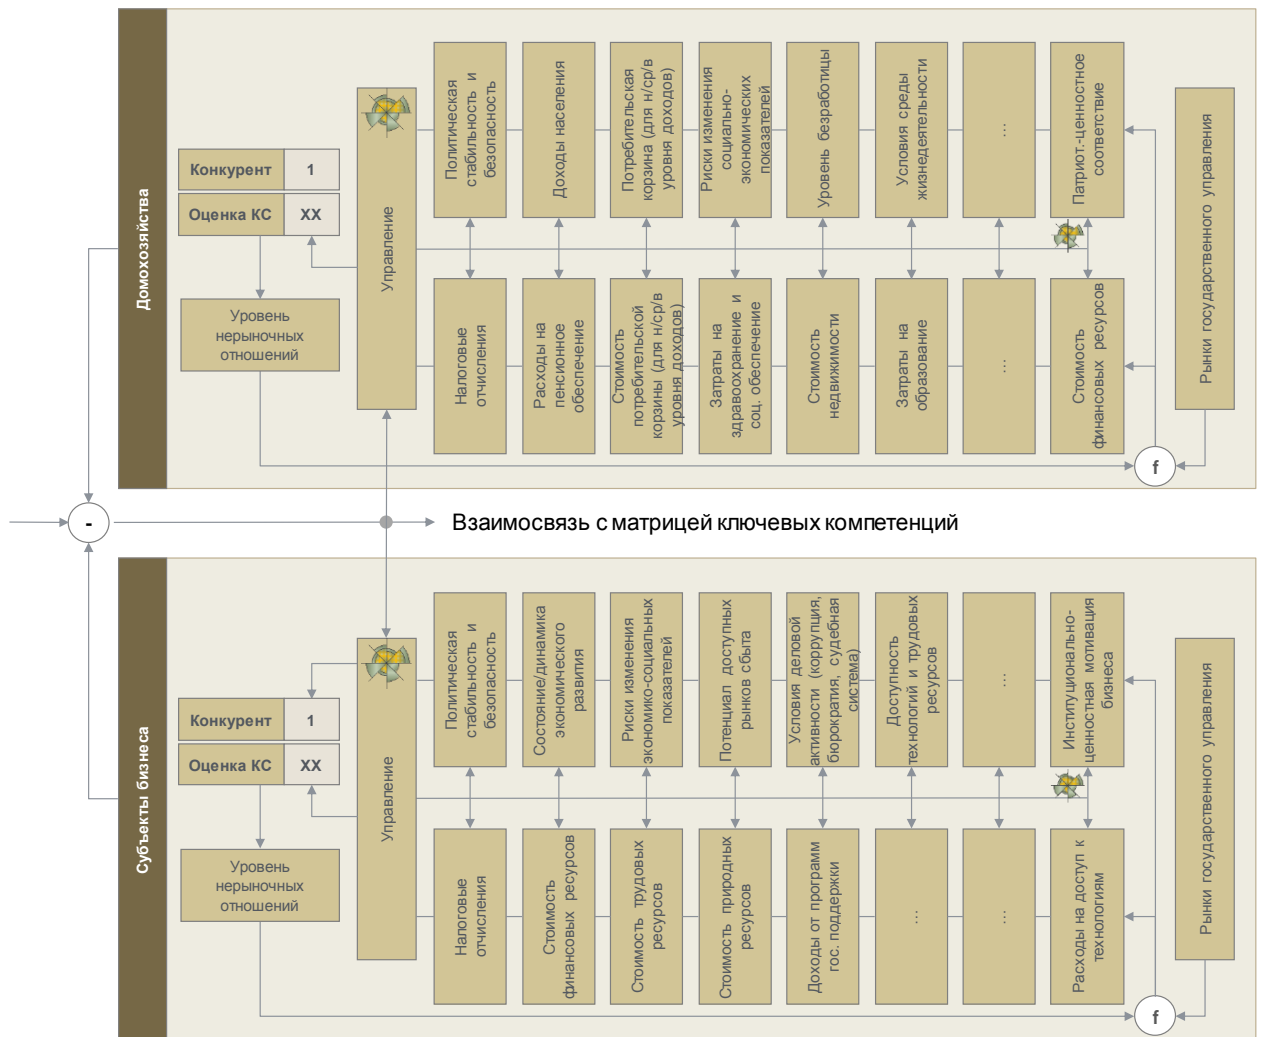 Домохозяйства
Конкурент
1
Оценка КС
XX
Уровень
нерыночных
отношений
Управление
Политическая
стабильность и
безопасность
Доходы населения
Потребительская
корзина (для н/ср/в
уровня доходов)
Риски изменения
социально-
экономических
показателей
Уровень безработицы
Условия среды
жизнедеятельности
...
Патриот.-ценностное
соответствие
Налоговые
отчисления
Расходы на
пенсионное
обеспечение
Стоимость
потребительской
корзины (для н/ср/в
уровня доходов)
Затраты на
здравоохранение и
соц. обеспечение
Стоимость
недвижимости
Затраты на
образование
...
Стоимость
финансовых ресурсов
Рынки государственного управления
f
-
Взаимосвязь с матрицей ключевых компетенций
Субъекты бизнеса
Конкурент
1
Оценка КС
XX
Уровень
нерыночных
отношений
Управление
Политическая
стабильность и
безопасность
Состояние/динамика
экономического
развития
Риски изменения
экономико-социальных
показателей
Потенциал доступных
рынков сбыта
Условия деловой
активности (коррупция,
бюрократия, судебная
система)
Доступность
технологий и трудовых
ресурсов
...
Институционально-
ценностная мотивация
бизнеса
Налоговые
отчисления
Стоимость
финансовых ресурсов
Стоимость трудовых
ресурсов
Стоимость природных
ресурсов
Доходы от программ
гос. поддержки
...
...
Расходы на доступ к
технологиям
Рынки государственного управления
f